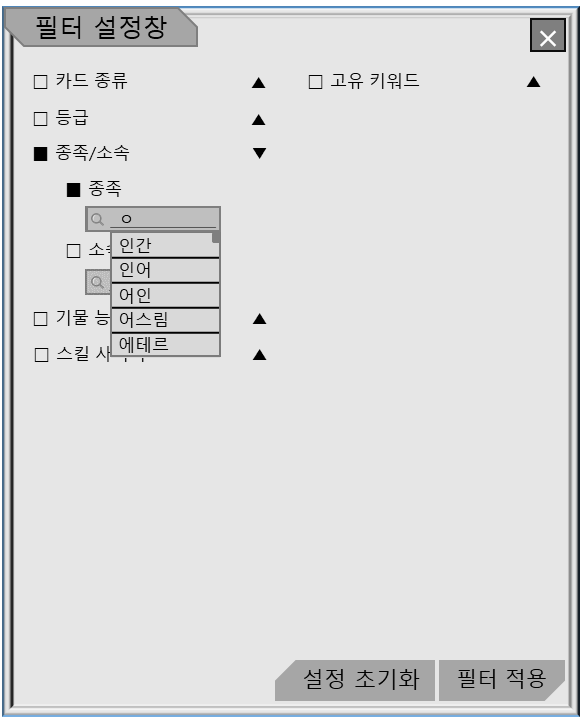 필터 설정창
카드 종류
고유 키워드
등급
종족/소속
종족
ㅇ
인간
인어
어인
어스림
에테르
기물
스킬
설정 초기화
필터 적용